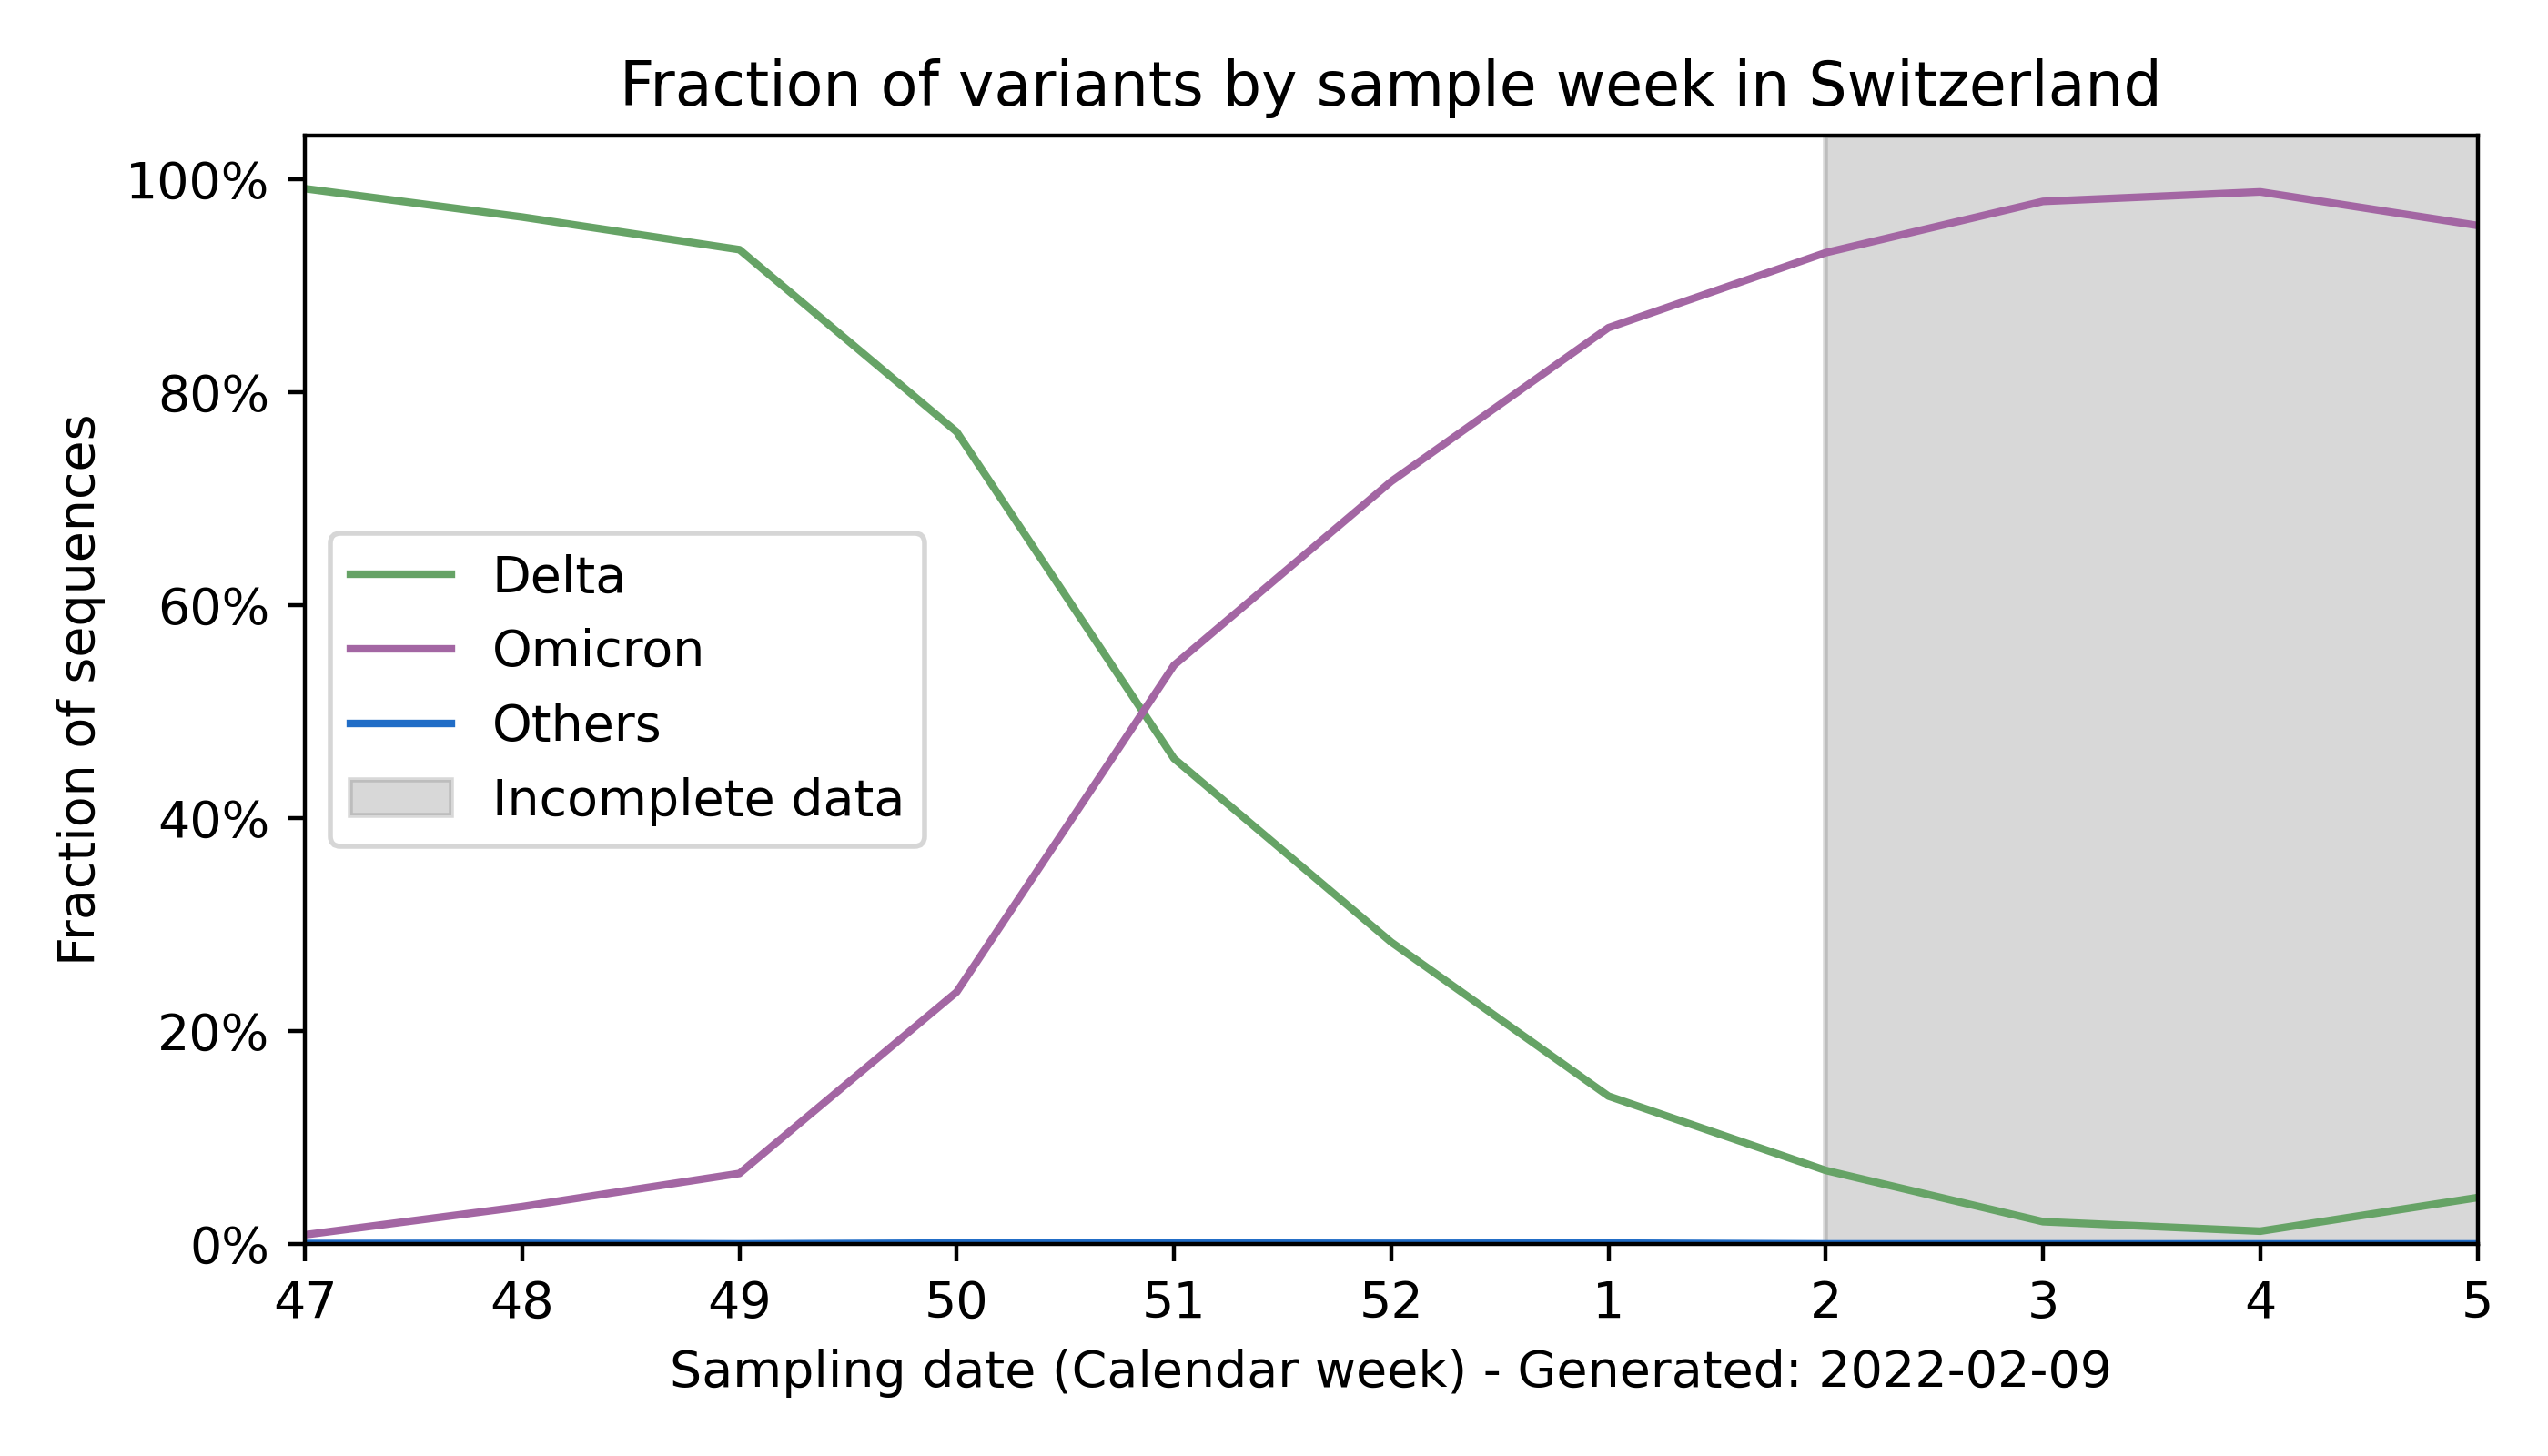 Fraction of variants by sample week in Switzerland
100%
80%
60%
40%
20%
0%
Fraction of sequences
Delta
Omicron
Others
Incomplete data
47 48 49 50 51 52 1 2 3 4 5
Sampling date (Calendar week) - Generated: 2022-02-09